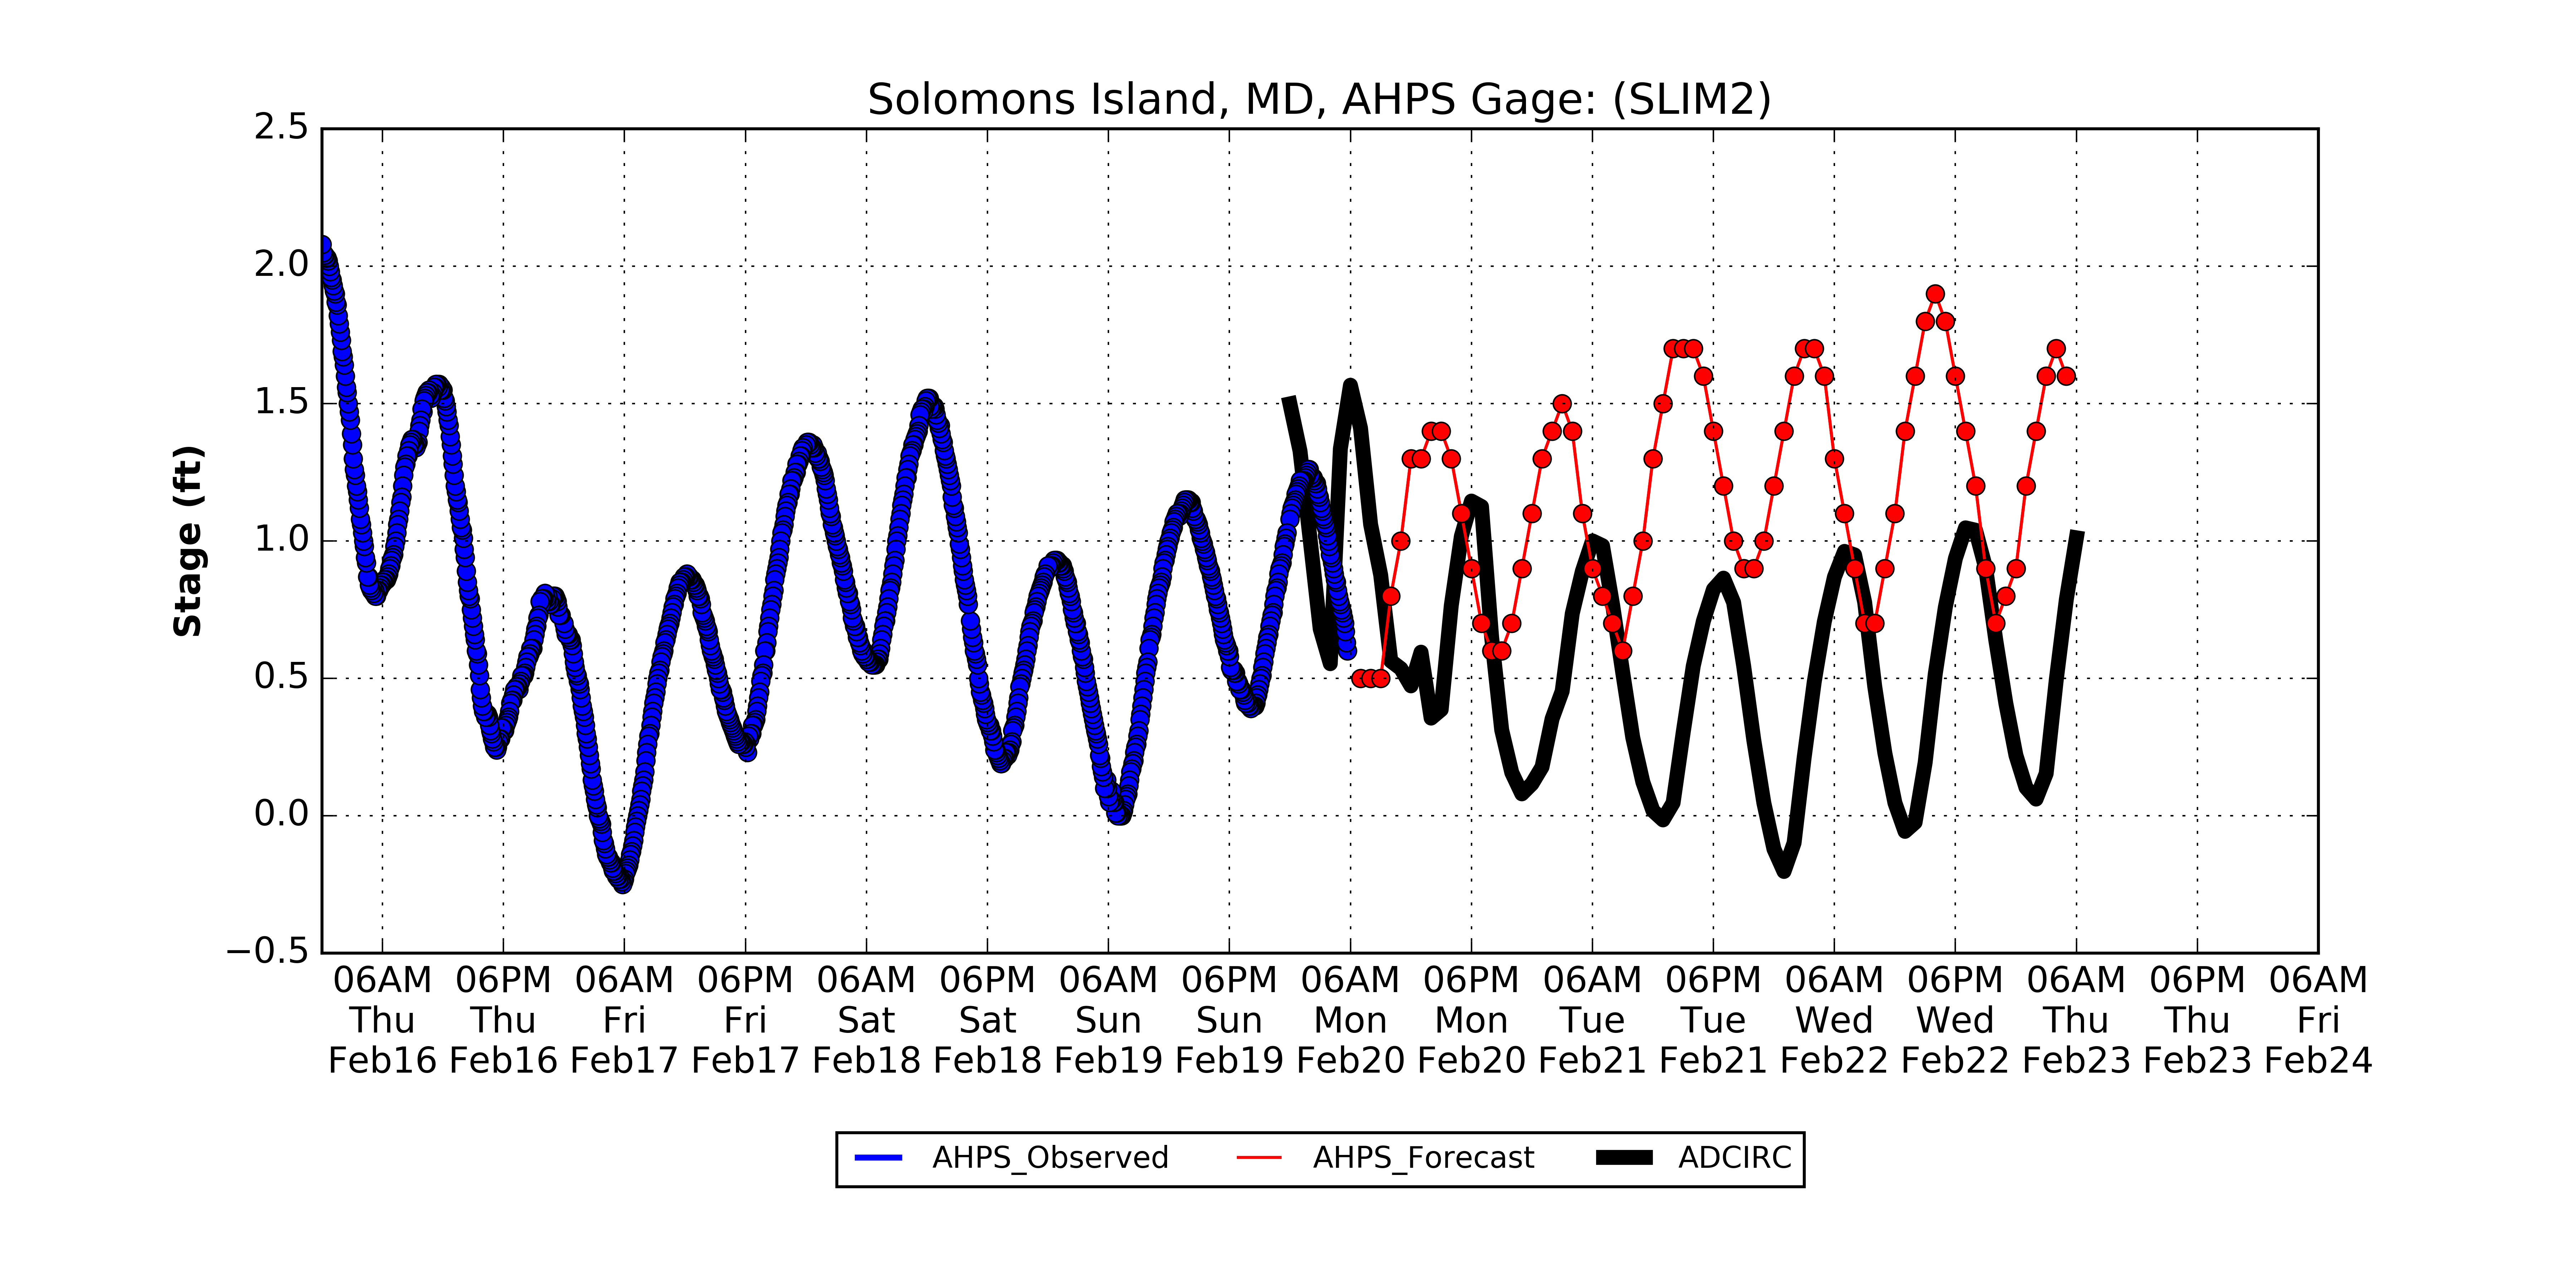 Solomons Island, MD, AHPS Gage: (SLIM2)
Stage (ft)
2.5
2.0
1.5
1.0
0.5
0.0
−0.5
06AM 06PM 06AM 06PM 06AM 06PM 06AM 06PM 06AM 06PM 06AM 06PM 06AM 06PM 06AM 06PM 06AM
Thu Thu Fri Fri Sat Sat Sun Sun Mon Mon Tue Tue Wed Wed Thu Thu Fri
Feb16 Feb16 Feb17 Feb17 Feb18 Feb18 Feb19 Feb19 Feb20 Feb20 Feb21 Feb21 Feb22 Feb22 Feb23 Feb23 Feb24
AHPS_Observed AHPS_Forecast ADCIRC